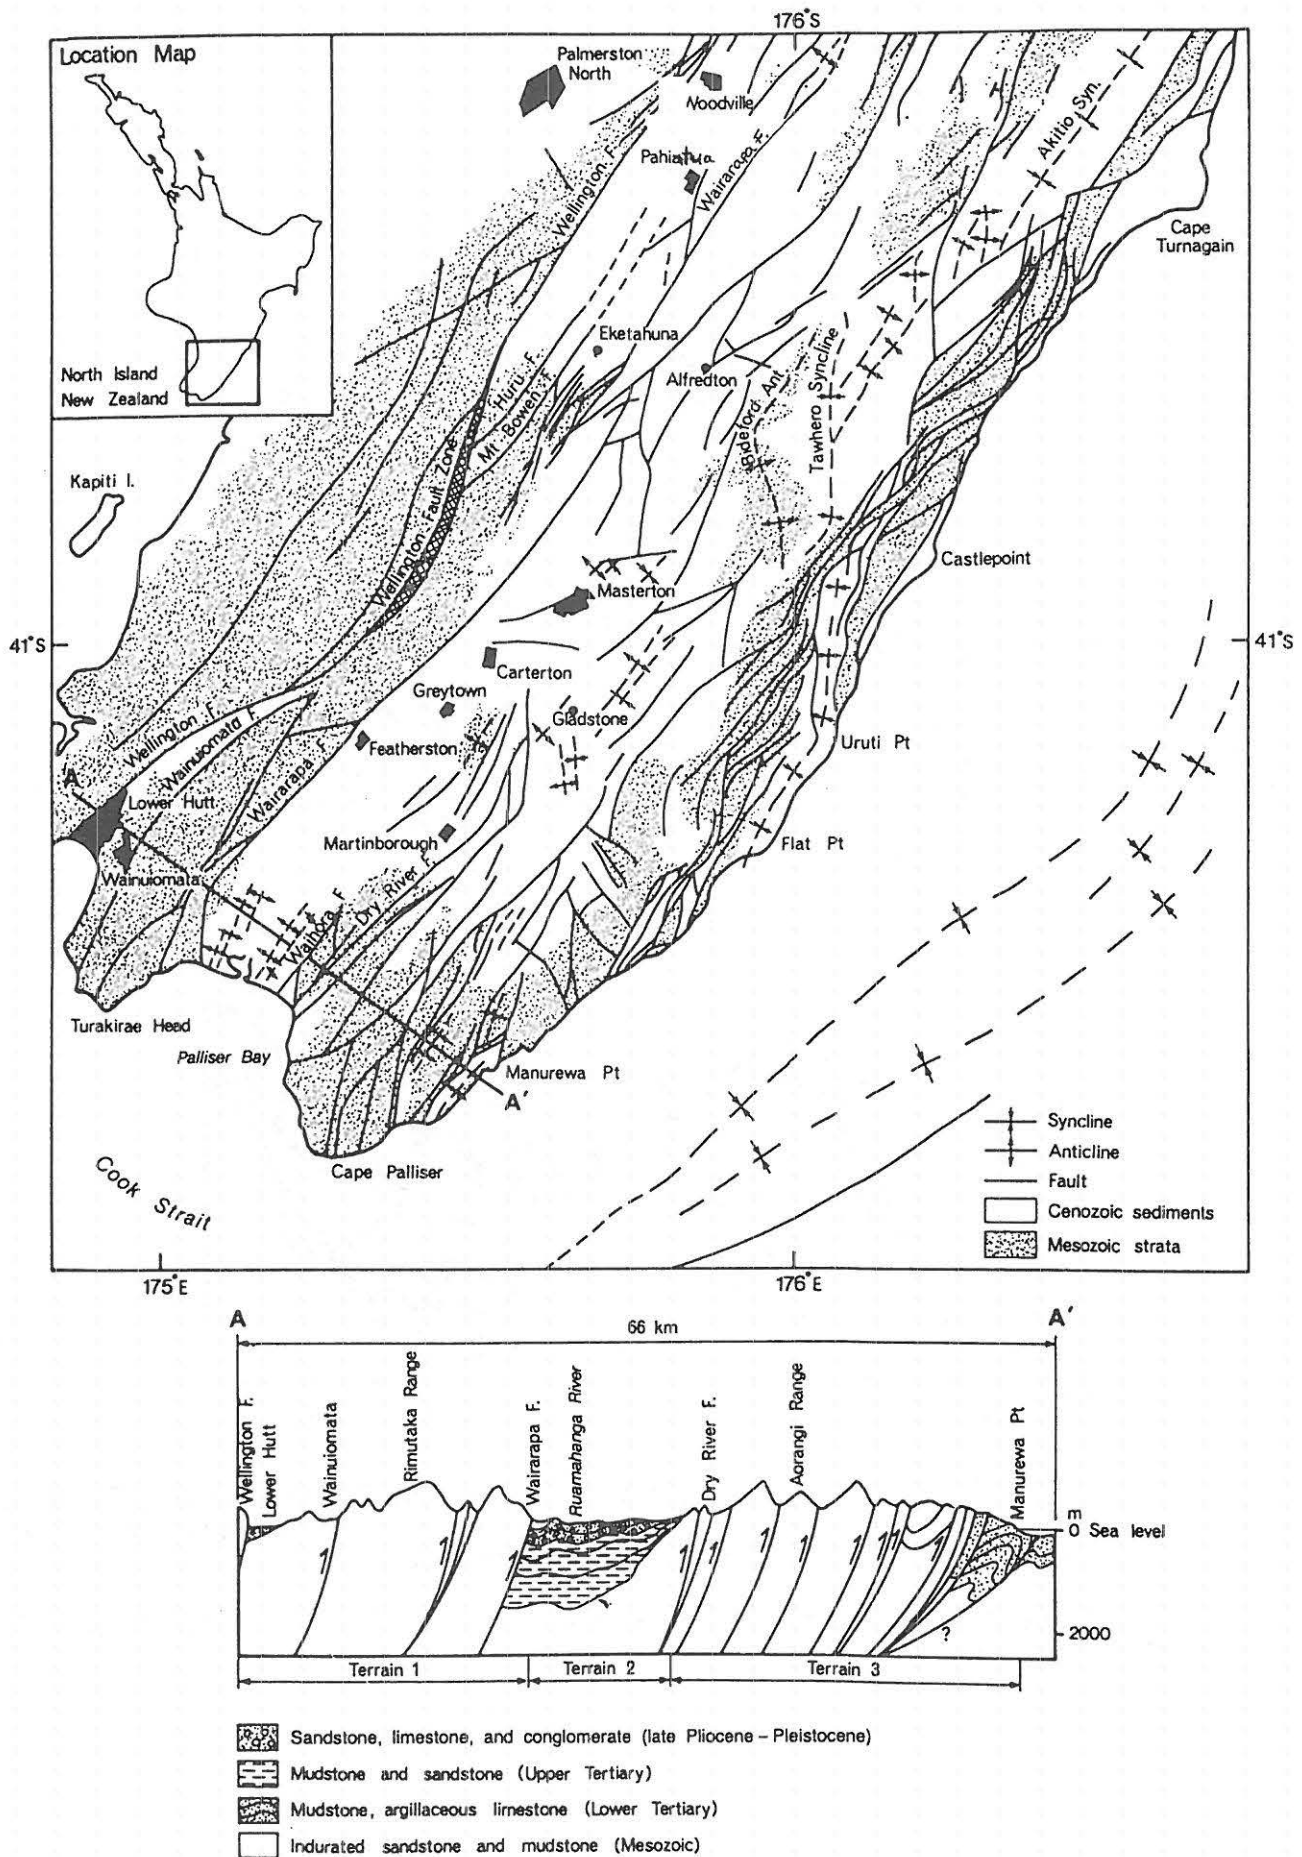 176°S
Location Map
North Island
New Zealand
Palmerston
North
Woodville
Pahiatua
Wellington F.
Wairarapa F.
Akitio Syn.
Cape
Turnagain
Eketahuna
Alfredton
Huru F.
Mt. Bowen F.
Wellington Fault Zone
Bideford Ant.
Tawhero Syncline
Kapiti I.
Castlepoint
Masterton
41°S
41°S
Carterton
Greytown
Gladstone
Featherston
Uruti Pt
Wellington F.
Wainuiomata F.
Wairarapa F.
A
Lower Hutt
Martinborough
Flat Pt
Wainuiomata
Dry River F.
Waihora F.
Turakirae Head
Palliser Bay
Manurewa Pt
A'
Cape Palliser
Cook Strait
Syncline
Anticline
Fault
Cenozoic sediments
Mesozoic strata
175°E
176°E
A
A'
66 km
Wellington F.
Lower Hutt
Wainuiomata
Rimutaka Range
Wairarapa F.
Ruamahanga River
Dry River F.
Aorangi Range
Manurewa Pt
m
0 Sea level
?
2000
Terrain 1
Terrain 2
Terrain 3
Sandstone, limestone, and conglomerate (late Pliocene – Pleistocene)
Mudstone and sandstone (Upper Tertiary)
Mudstone, argillaceous limestone (Lower Tertiary)
Indurated sandstone and mudstone (Mesozoic)